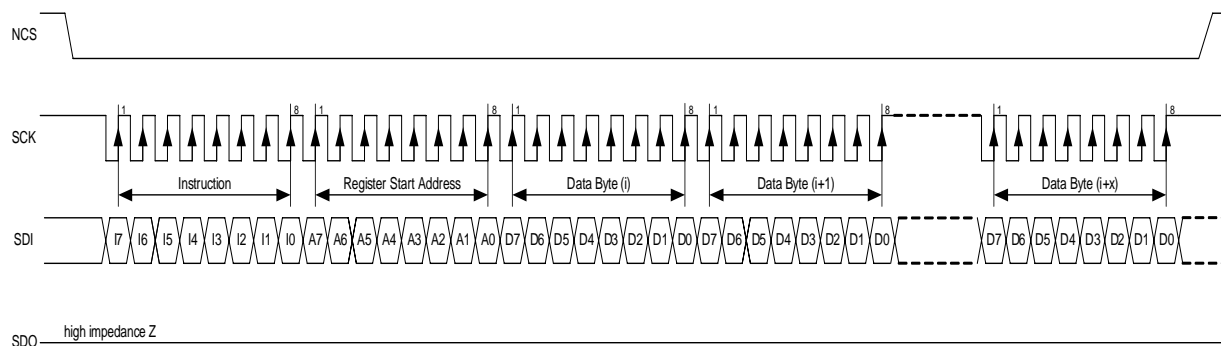 NCS
1 8 1 8 1 8 1 8 1 8
SCK
Instruction Register Start Address Data Byte (i) Data Byte (i+1) Data Byte (i+x)
SDI I7 I6 I5 I4 I3 I2 I1 I0 A7 A6 A5 A4 A3 A2 A1 A0 D7 D6 D5 D4 D3 D2 D1 D0 D7 D6 D5 D4 D3 D2 D1 D0 D7 D6 D5 D4 D3 D2 D1 D0
high impedance Z
SDO